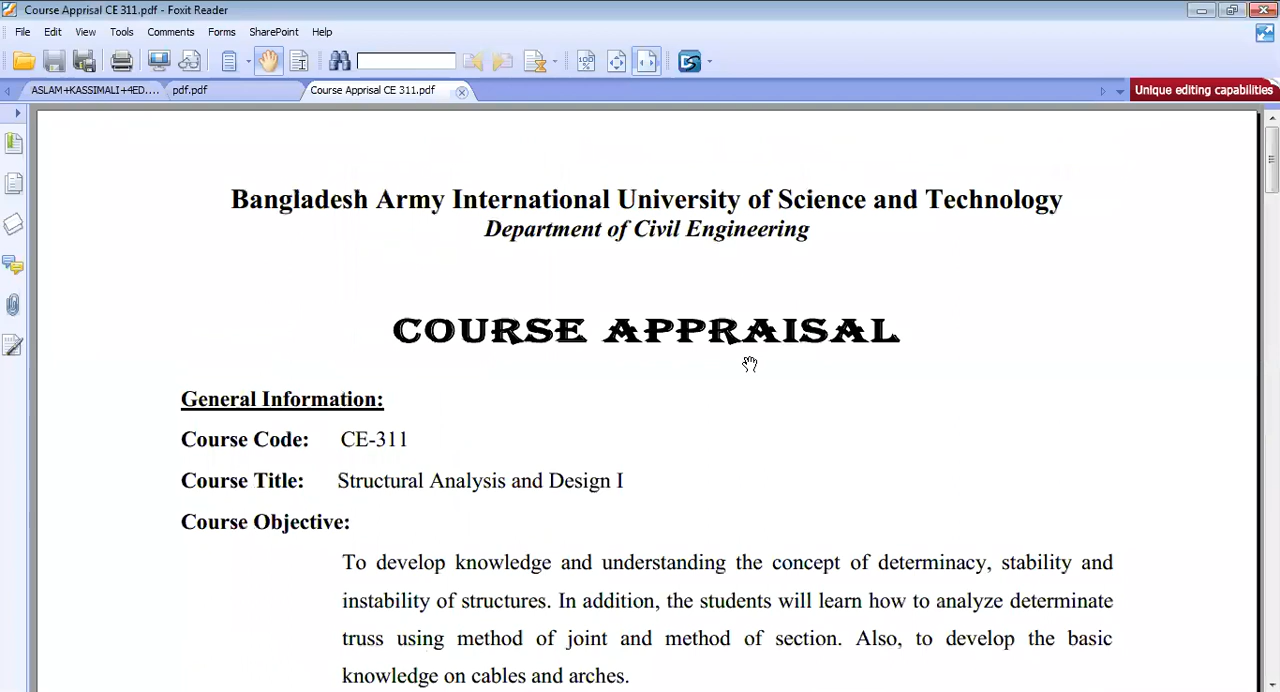 Course Apprisal CE 311.pdf - Foxit Reader
File Edit View Tools Comments Forms SharePoint Help
ASLAM+KASSIMALI+4ED.... pdf.pdf Course Apprisal CE 311.pdf Unique editing capabilities
Bangladesh Army International University of Science and Technology
Department of Civil Engineering
COURSE APPRAISAL
General Information:
Course Code: CE-311
Course Title: Structural Analysis and Design I
Course Objective:
To develop knowledge and understanding the concept of determinacy, stability and
instability of structures. In addition, the students will learn how to analyze determinate
truss using method of joint and method of section. Also, to develop the basic
knowledge on cables and arches.